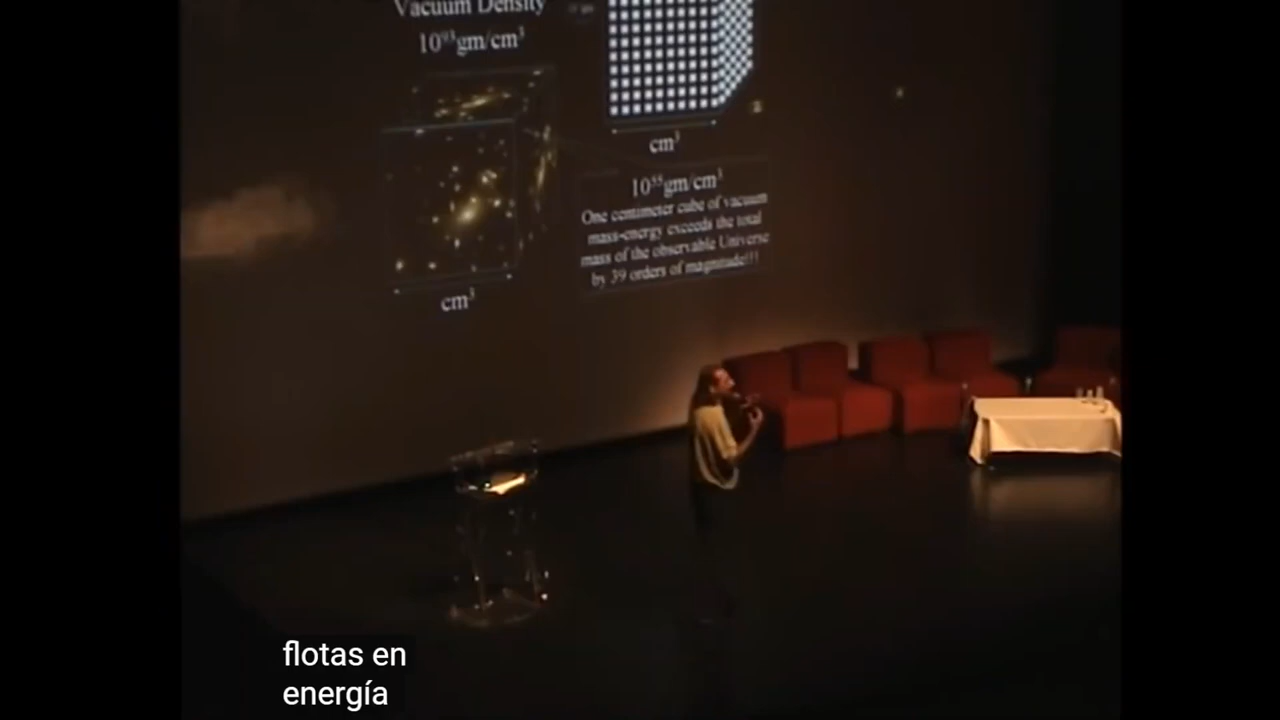 Vacuum Density
10⁹³gm/cm³
cm³
cm³
10⁵⁵gm/cm³
One centimeter cube of vacuum
mass-energy exceeds the total
mass of the observable Universe
by 39 orders of magnitude!!!
flotas en
energía